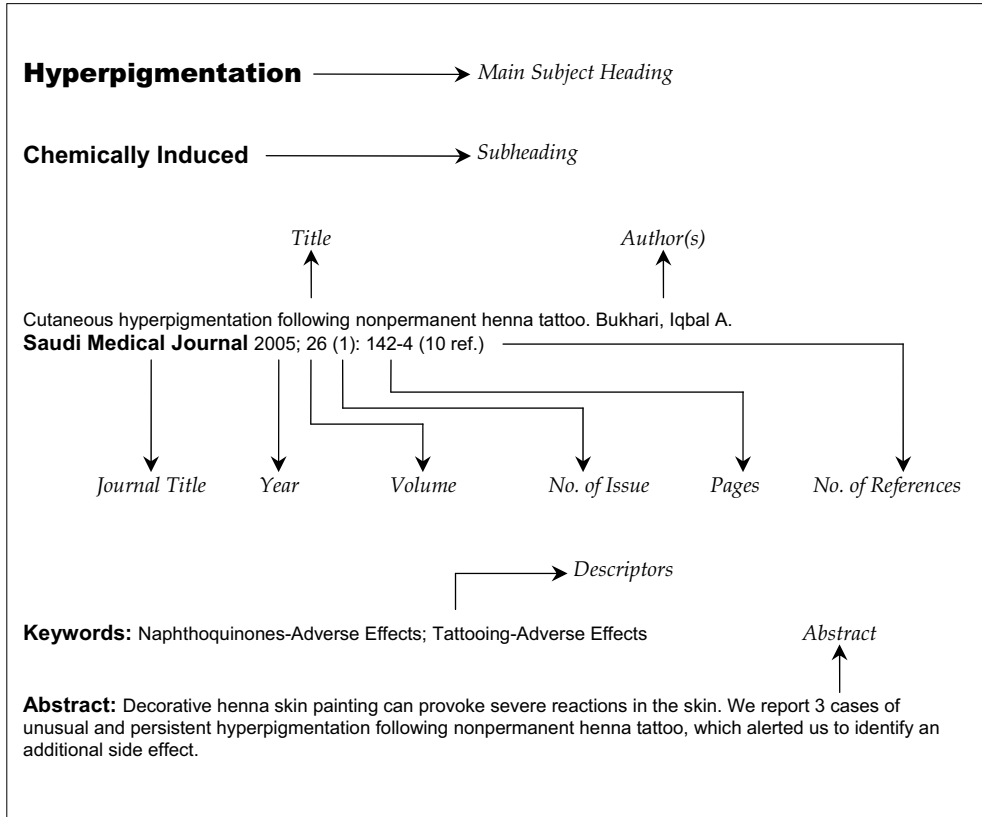 Hyperpigmentation Main Subject Heading
Chemically Induced Subheading
Title Author(s)
Cutaneous hyperpigmentation following nonpermanent henna tattoo. Bukhari, Iqbal A.
Saudi Medical Journal 2005; 26 (1): 142-4 (10 ref.)
Journal Title Year Volume No. of Issue Pages No. of References
Descriptors
Keywords: Naphthoquinones-Adverse Effects; Tattooing-Adverse Effects Abstract
Abstract: Decorative henna skin painting can provoke severe reactions in the skin. We report 3 cases of
unusual and persistent hyperpigmentation following nonpermanent henna tattoo, which alerted us to identify an
additional side effect.